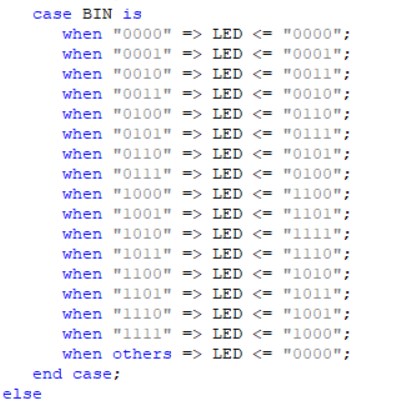 case BIN is
when "0000" => LED <= "0000";
when "0001" => LED <= "0001";
when "0010" => LED <= "0011";
when "0011" => LED <= "0010";
when "0100" => LED <= "0110";
when "0101" => LED <= "0111";
when "0110" => LED <= "0101";
when "0111" => LED <= "0100";
when "1000" => LED <= "1100";
when "1001" => LED <= "1101";
when "1010" => LED <= "1111";
when "1011" => LED <= "1110";
when "1100" => LED <= "1010";
when "1101" => LED <= "1011";
when "1110" => LED <= "1001";
when "1111" => LED <= "1000";
when others => LED <= "0000";
end case;
else